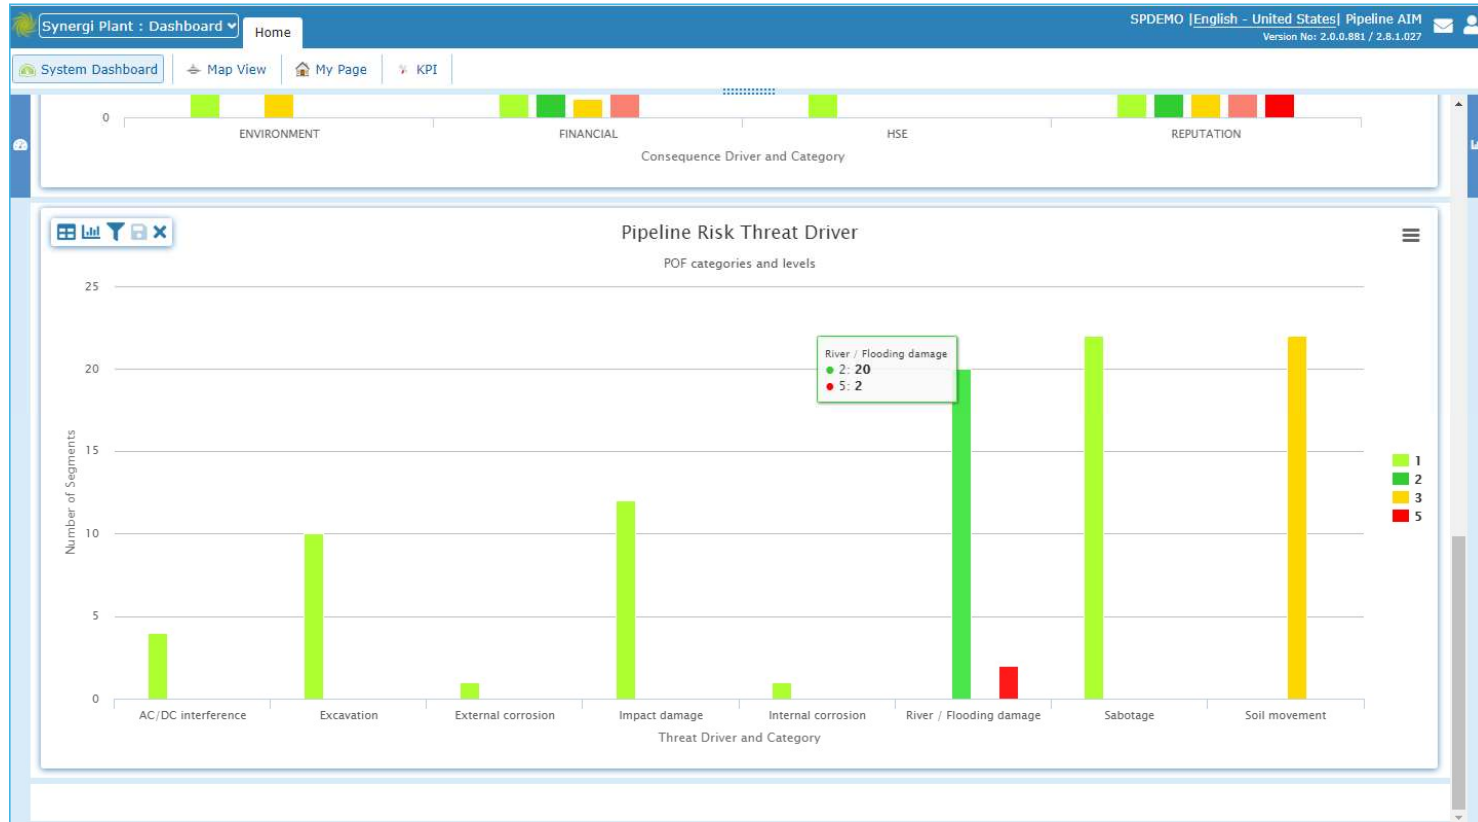 Synergi Plant : Dashboard
Home
SPDEMO |English - United States| Pipeline AIM
Version No: 2.0.0.881 / 2.8.1.027
System Dashboard
Map View
My Page
KPI
0
ENVIRONMENT
FINANCIAL
HSE
REPUTATION
Consequence Driver and Category
Pipeline Risk Threat Driver
POF categories and levels
25
20
15
10
5
0
Number of Segments
River / Flooding damage
2: 20
5: 2
1
2
3
5
AC/DC interference
Excavation
External corrosion
Impact damage
Internal corrosion
River / Flooding damage
Sabotage
Soil movement
Threat Driver and Category